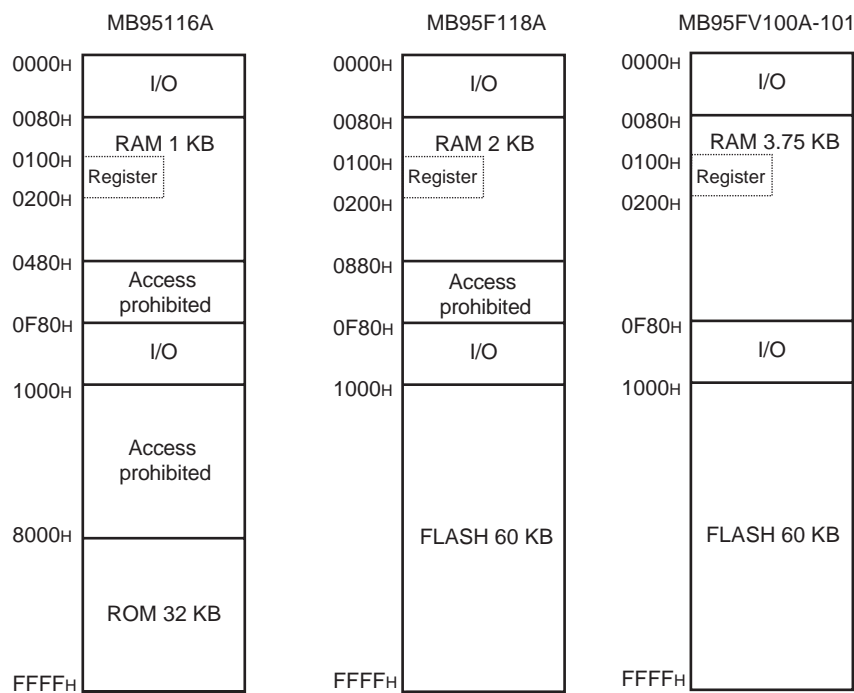 MB95116A
0000H
I/O
0080H
RAM 1 KB
0100H
Register
0200H
0480H
Access
prohibited
0F80H
I/O
1000H
Access
prohibited
8000H
ROM 32 KB
FFFFH
MB95F118A
0000H
I/O
0080H
RAM 2 KB
0100H
Register
0200H
0880H
Access
prohibited
0F80H
I/O
1000H
FLASH 60 KB
FFFFH
MB95FV100A-101
0000H
I/O
0080H
RAM 3.75 KB
0100H
Register
0200H
0F80H
I/O
1000H
FLASH 60 KB
FFFFH